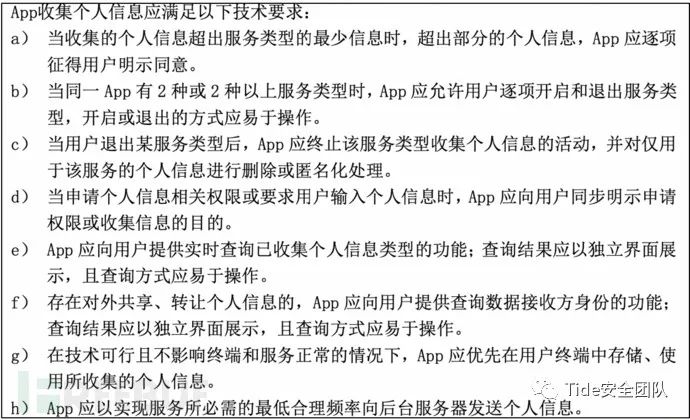 App收集个人信息应满足以下技术要求：
a） 当收集的个人信息超出服务类型的最少信息时，超出部分的个人信息，App 应逐项
征得用户明示同意。
b） 当同一 App 有 2 种或 2 种以上服务类型时，App 应允许用户逐项开启和退出服务类
型，开启或退出的方式应易于操作。
c） 当用户退出某服务类型后，App 应终止该服务类型收集个人信息的活动，并对仅用
于该服务的个人信息进行删除或匿名化处理。
d） 当申请个人信息相关权限或要求用户输入个人信息时，App 应向用户同步明示申请
权限或收集信息的目的。
e） App 应向用户提供实时查询已收集个人信息类型的功能；查询结果应以独立界面展
示，且查询方式应易于操作。
f） 存在对外共享、转让个人信息的，App 应向用户提供查询数据接收方身份的功能；
查询结果应以独立界面展示，且查询方式应易于操作。
g） 在技术可行且不影响终端和服务正常的情况下，App 应优先在用户终端中存储、使
用所收集的个人信息。
h） App 应以实现服务所必需的最低合理频率向后台服务器发送个人信息。
Tide安全团队